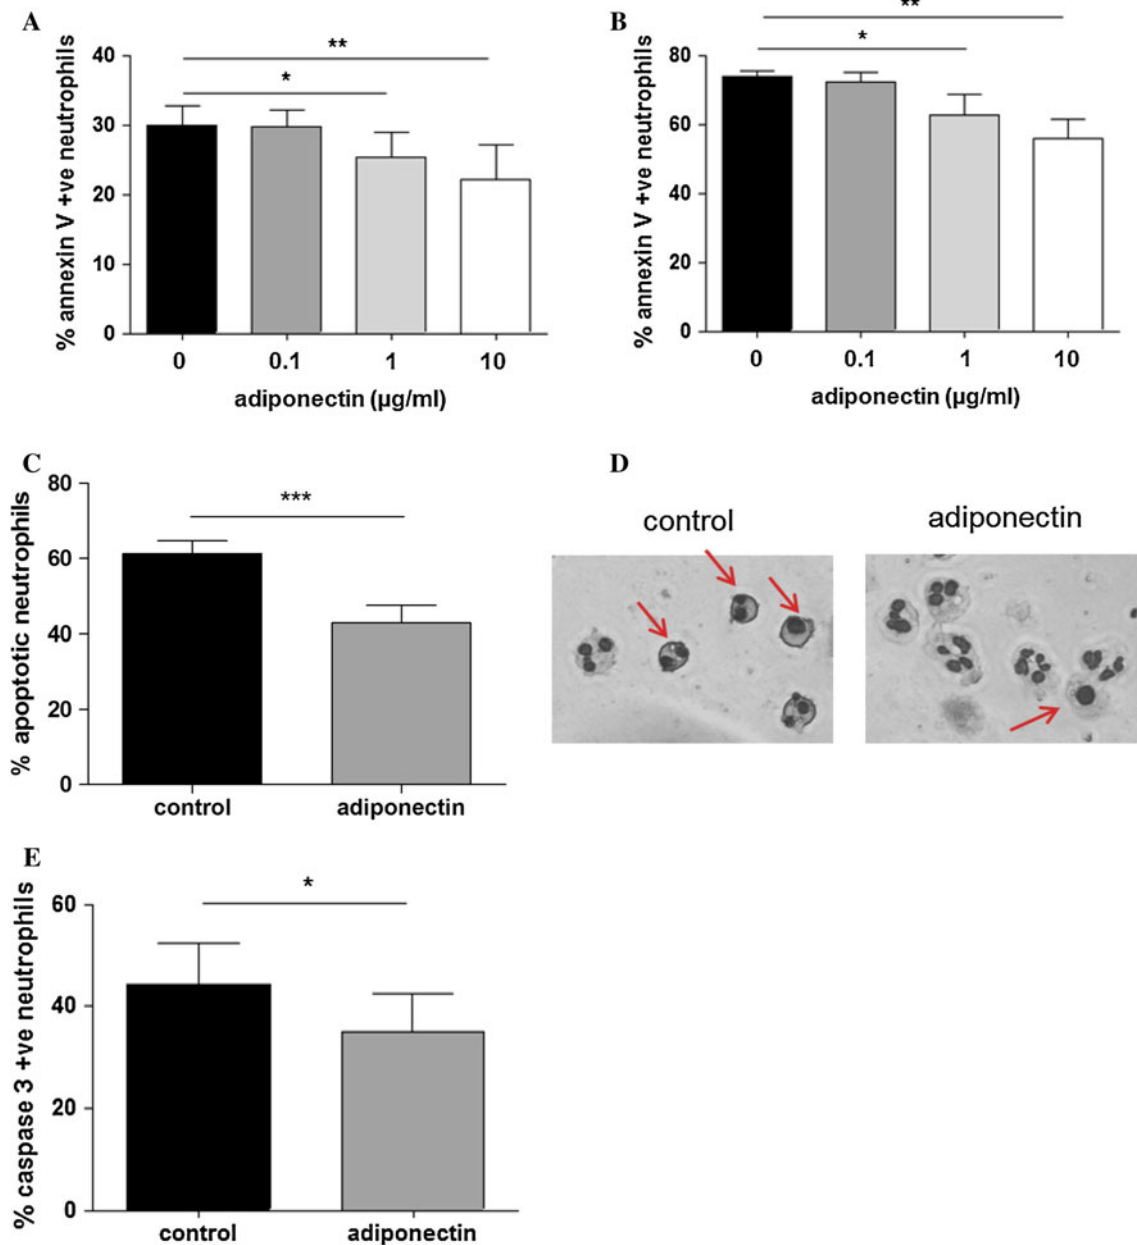 A
**
*
40
30
20
10
0
% annexin V +ve neutrophils
0 0.1 1 10
adiponectin (µg/ml)
B
**
*
80
60
40
20
0
% annexin V +ve neutrophils
0 0.1 1 10
adiponectin (µg/ml)
C
***
80
60
40
20
0
% apoptotic neutrophils
control adiponectin
D
control adiponectin
E
*
60
40
20
0
% caspase 3 +ve neutrophils
control adiponectin